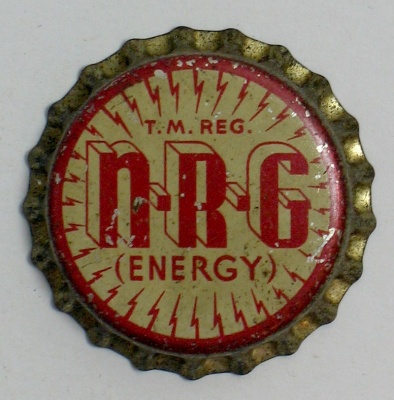 T.M. REG.
n-R-G
(ENERGY)